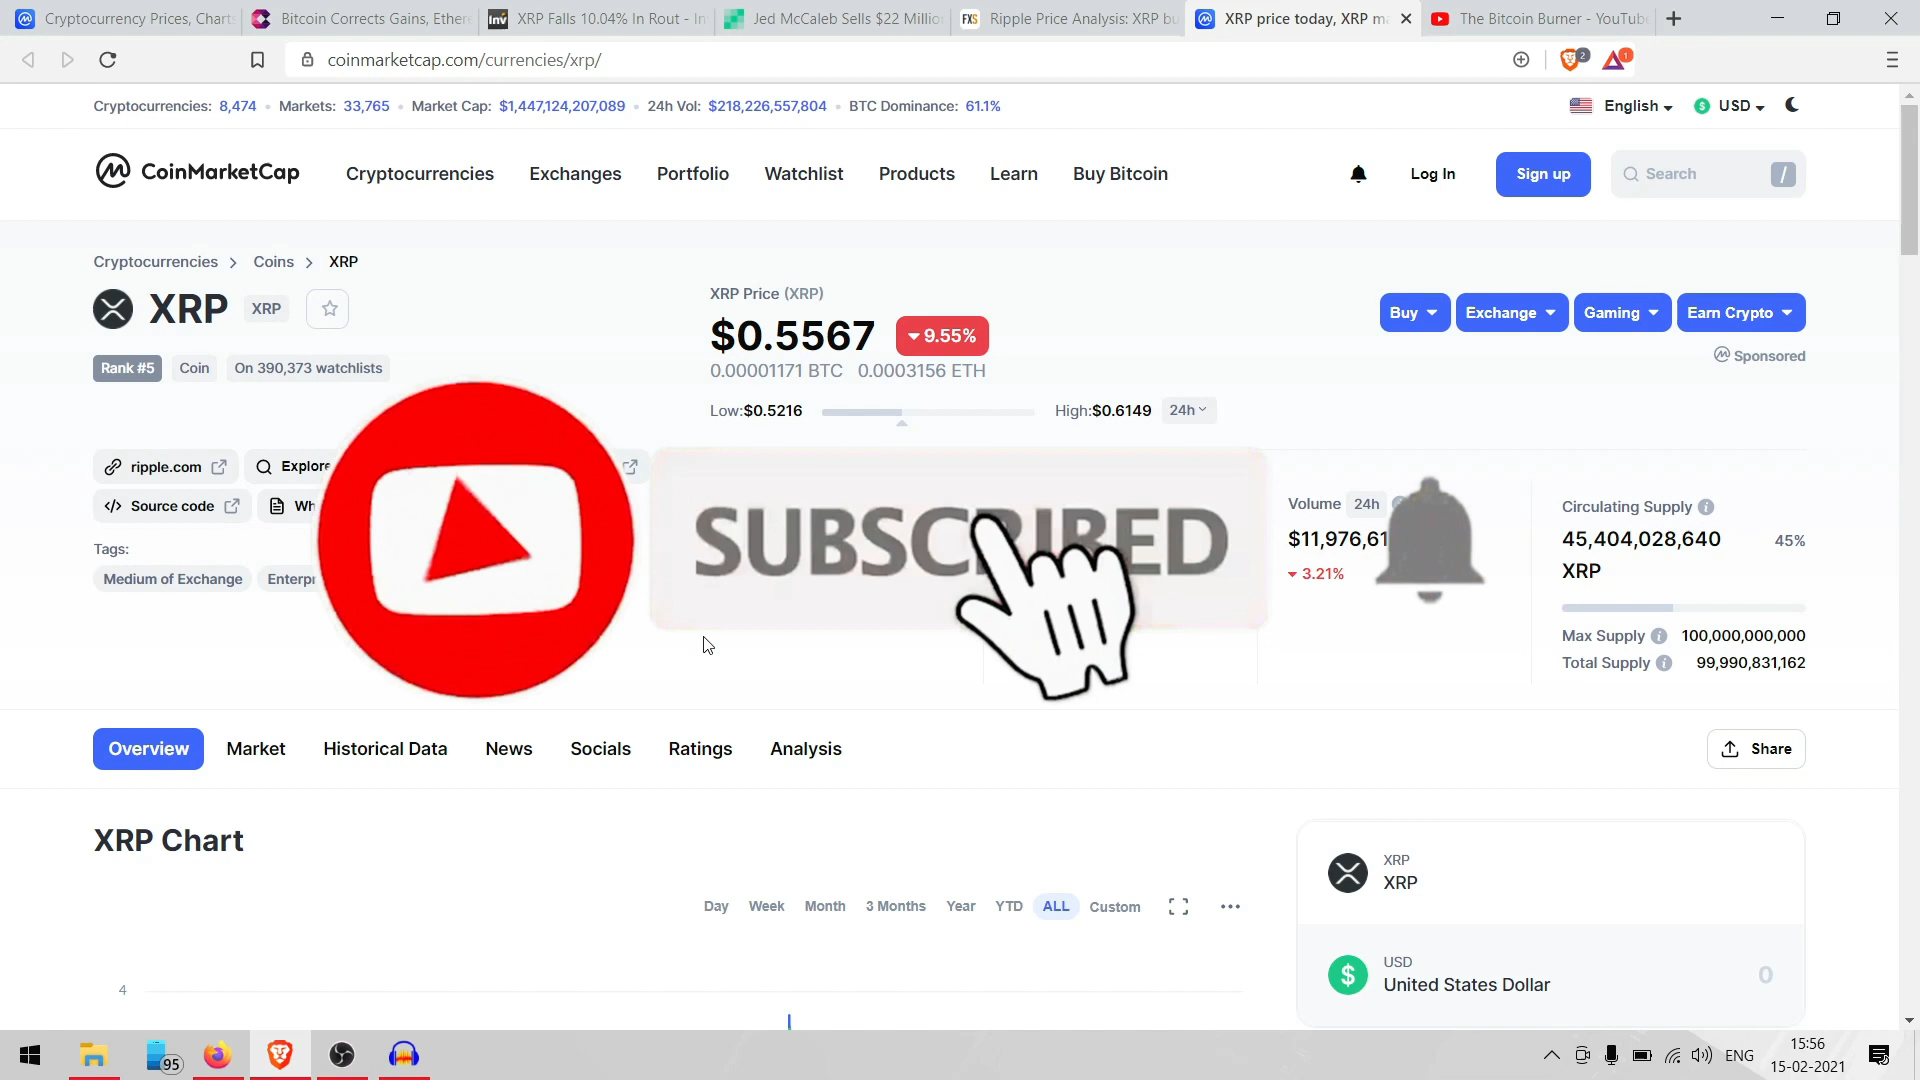 Cryptocurrency Prices, Chart
Bitcoin Corrects Gains, Ether
XRP Falls 10.04% In Rout - In
Jed McCaleb Sells $22 Millio
Ripple Price Analysis: XRP bu
XRP price today, XRP ma
The Bitcoin Burner - YouTube
coinmarketcap.com/currencies/xrp/
2
1
Cryptocurrencies: 8,474 • Markets: 33,765 • Market Cap: $1,447,124,207,089 • 24h Vol: $218,226,557,804 • BTC Dominance: 61.1%
English
USD
CoinMarketCap
Cryptocurrencies
Exchanges
Portfolio
Watchlist
Products
Learn
Buy Bitcoin
Log In
Sign up
Search
/
Cryptocurrencies > Coins > XRP
XRP
XRP
Rank #5
Coin
On 390,373 watchlists
XRP Price (XRP)
$0.5567
9.55%
0.00001171 BTC 0.0003156 ETH
Low:$0.5216
High:$0.6149
24h
Buy
Exchange
Gaming
Earn Crypto
Sponsored
ripple.com
Explore
Source code
Wh
Tags:
Medium of Exchange
Enterp
SUBSCRIBED
Volume 24h
$11,976,61
3.21%
Circulating Supply
45,404,028,640
45%
XRP
Max Supply 100,000,000,000
Total Supply 99,990,831,162
Overview
Market
Historical Data
News
Socials
Ratings
Analysis
Share
XRP Chart
Day
Week
Month
3 Months
Year
YTD
ALL
Custom
4
XRP
XRP
USD
United States Dollar
0
95
ENG
15:56
15-02-2021